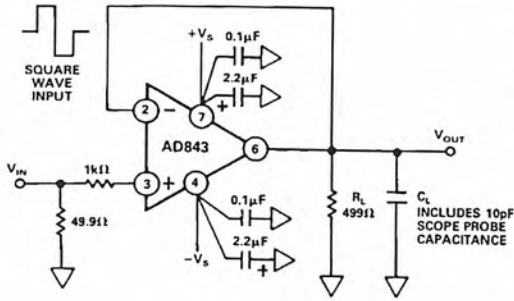 SQUARE
WAVE
INPUT
+VS
0.1µF
2.2µF
+
2
−
7
AD843
6
VOUT
VIN
1kΩ
3
+
4
49.9Ω
0.1µF
2.2µF
+
−VS
RL
499Ω
CL
INCLUDES 10pF
SCOPE PROBE
CAPACITANCE